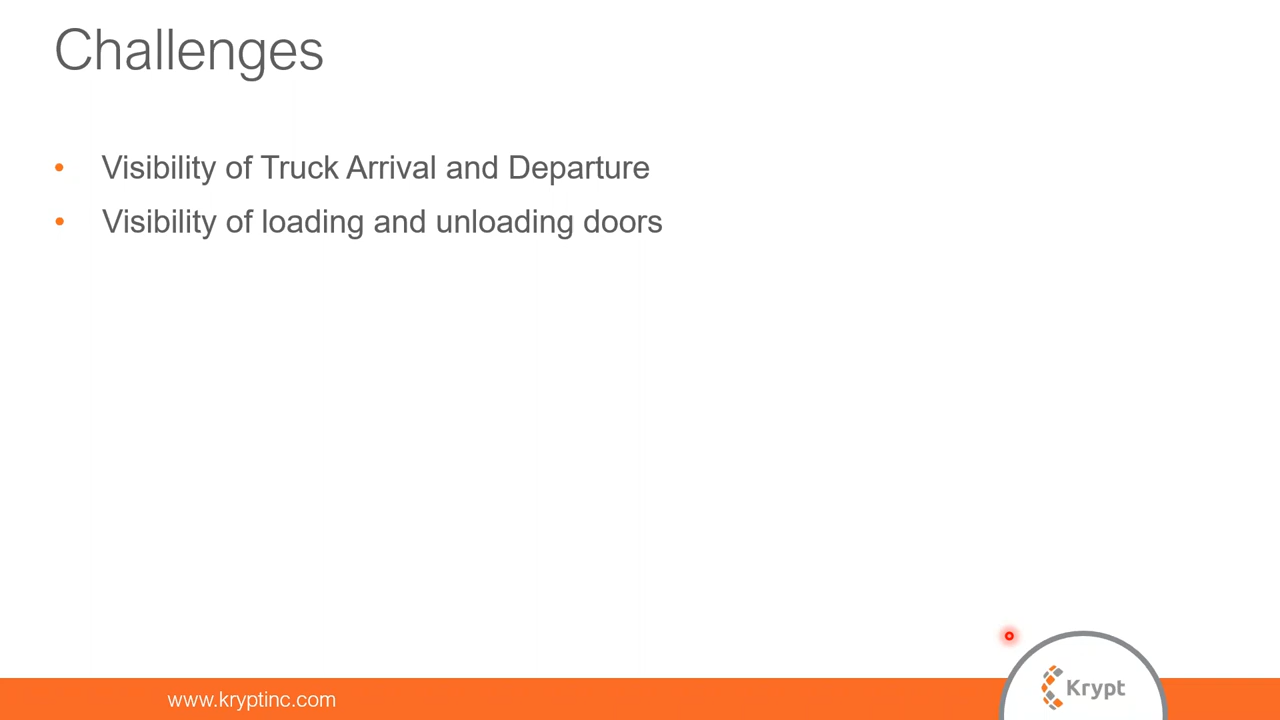 Challenges
• Visibility of Truck Arrival and Departure
• Visibility of loading and unloading doors
www.kryptinc.com
Krypt